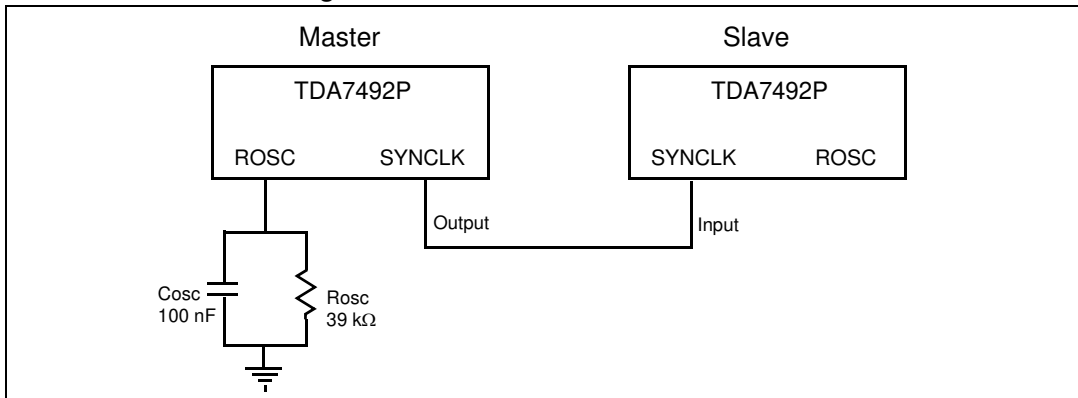 Master
Slave
TDA7492P
TDA7492P
ROSC
SYNCLK
SYNCLK
ROSC
Output
Input
Cosc
100 nF
Rosc
39 kΩ